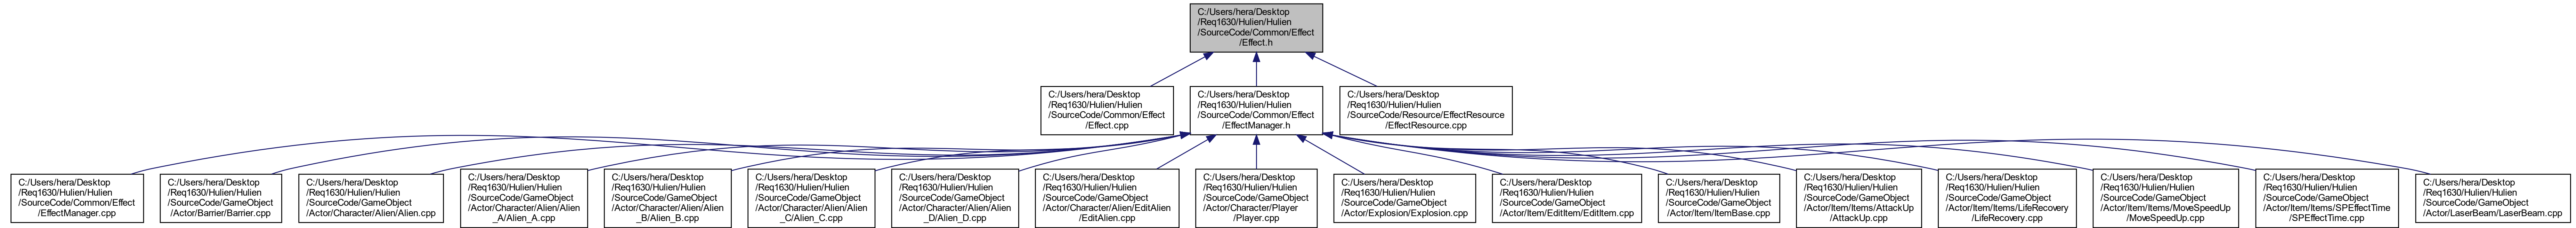 C:/Users/hera/Desktop
/Req1630/Hulien/Hulien
/SourceCode/Common/Effect
/Effect.h
C:/Users/hera/Desktop
/Req1630/Hulien/Hulien
/SourceCode/Common/Effect
/Effect.cpp
C:/Users/hera/Desktop
/Req1630/Hulien/Hulien
/SourceCode/Common/Effect
/EffectManager.h
C:/Users/hera/Desktop
/Req1630/Hulien/Hulien
/SourceCode/Resource/EffectResource
/EffectResource.cpp
C:/Users/hera/Desktop
/Req1630/Hulien/Hulien
/SourceCode/Common/Effect
/EffectManager.cpp
C:/Users/hera/Desktop
/Req1630/Hulien/Hulien
/SourceCode/GameObject
/Actor/Barrier/Barrier.cpp
C:/Users/hera/Desktop
/Req1630/Hulien/Hulien
/SourceCode/GameObject
/Actor/Character/Alien/Alien.cpp
C:/Users/hera/Desktop
/Req1630/Hulien/Hulien
/SourceCode/GameObject
/Actor/Character/Alien/Alien
_A/Alien_A.cpp
C:/Users/hera/Desktop
/Req1630/Hulien/Hulien
/SourceCode/GameObject
/Actor/Character/Alien/Alien
_B/Alien_B.cpp
C:/Users/hera/Desktop
/Req1630/Hulien/Hulien
/SourceCode/GameObject
/Actor/Character/Alien/Alien
_C/Alien_C.cpp
C:/Users/hera/Desktop
/Req1630/Hulien/Hulien
/SourceCode/GameObject
/Actor/Character/Alien/Alien
_D/Alien_D.cpp
C:/Users/hera/Desktop
/Req1630/Hulien/Hulien
/SourceCode/GameObject
/Actor/Character/Alien/EditAlien
/EditAlien.cpp
C:/Users/hera/Desktop
/Req1630/Hulien/Hulien
/SourceCode/GameObject
/Actor/Character/Player
/Player.cpp
C:/Users/hera/Desktop
/Req1630/Hulien/Hulien
/SourceCode/GameObject
/Actor/Explosion/Explosion.cpp
C:/Users/hera/Desktop
/Req1630/Hulien/Hulien
/SourceCode/GameObject
/Actor/Item/EditItem/EditItem.cpp
C:/Users/hera/Desktop
/Req1630/Hulien/Hulien
/SourceCode/GameObject
/Actor/Item/ItemBase.cpp
C:/Users/hera/Desktop
/Req1630/Hulien/Hulien
/SourceCode/GameObject
/Actor/Item/Items/AttackUp
/AttackUp.cpp
C:/Users/hera/Desktop
/Req1630/Hulien/Hulien
/SourceCode/GameObject
/Actor/Item/Items/LifeRecovery
/LifeRecovery.cpp
C:/Users/hera/Desktop
/Req1630/Hulien/Hulien
/SourceCode/GameObject
/Actor/Item/Items/MoveSpeedUp
/MoveSpeedUp.cpp
C:/Users/hera/Desktop
/Req1630/Hulien/Hulien
/SourceCode/GameObject
/Actor/Item/Items/SPEffectTime
/SPEffectTime.cpp
C:/Users/hera/Desktop
/Req1630/Hulien/Hulien
/SourceCode/GameObject
/Actor/LaserBeam/LaserBeam.cpp